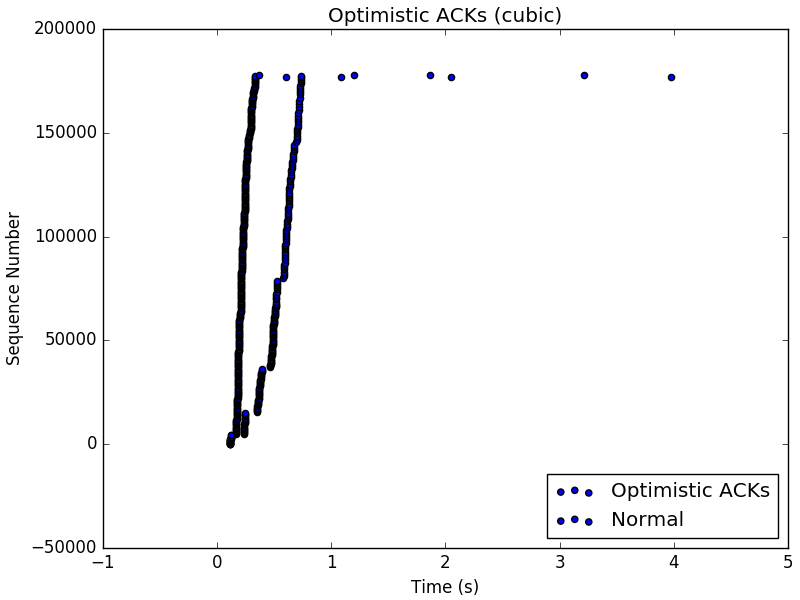 Optimistic ACKs (cubic)
200000
150000
100000
50000
0
−50000
Sequence Number
−1 0 1 2 3 4 5
Time (s)
Optimistic ACKs
Normal